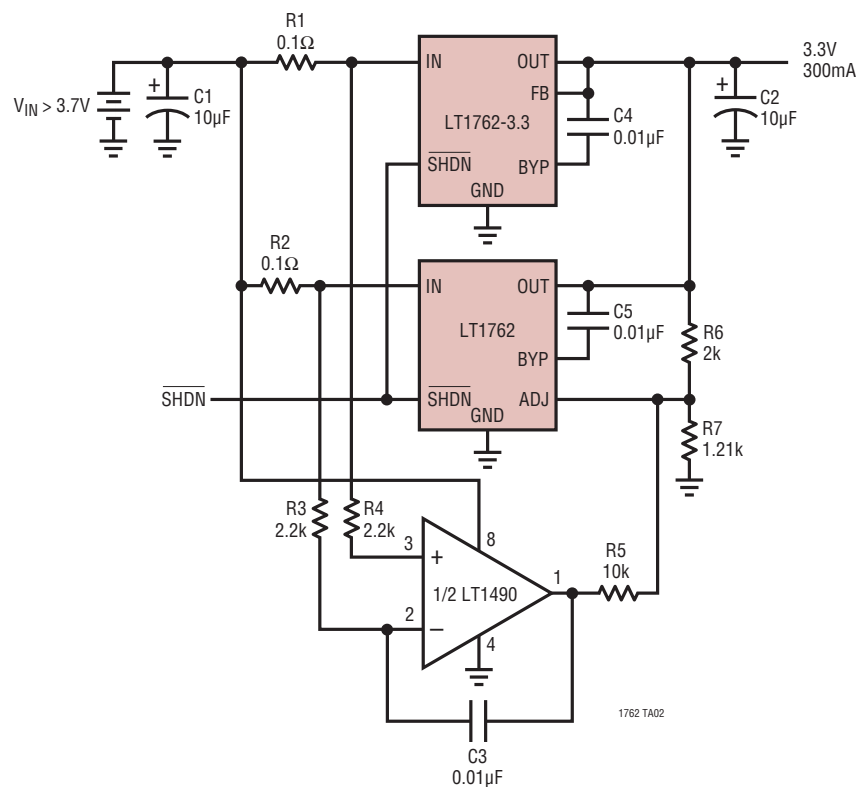 R1
0.1Ω
IN
OUT
3.3V
300mA
VIN > 3.7V
+
C1
10µF
FB
LT1762-3.3
C4
0.01µF
+
C2
10µF
SHDN
BYP
GND
R2
0.1Ω
IN
OUT
C5
0.01µF
LT1762
R6
2k
BYP
SHDN
SHDN
ADJ
GND
R7
1.21k
R3
2.2k
R4
2.2k
8
3
+
R5
10k
1
1/2 LT1490
2
–
4
1762 TA02
C3
0.01µF